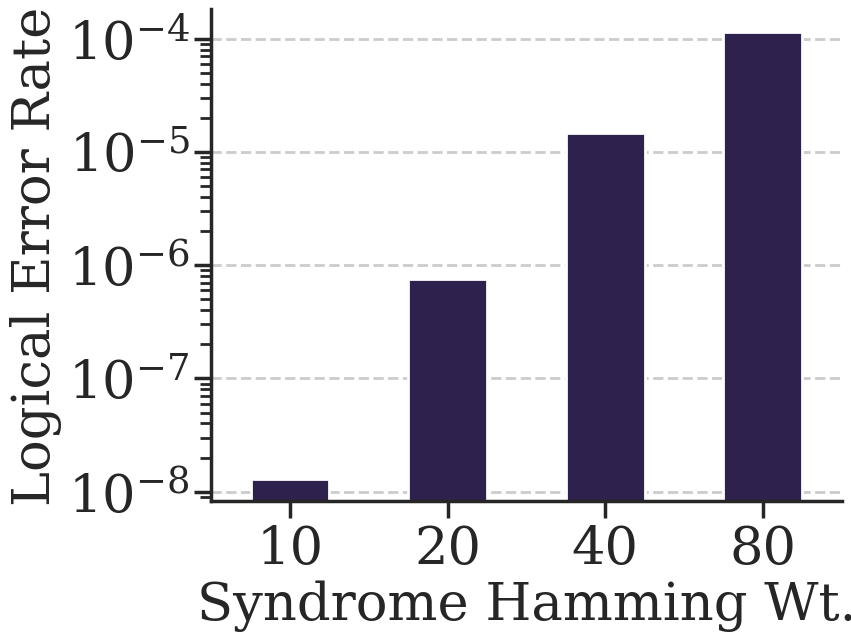 Logical Error Rate
10⁻⁴
10⁻⁵
10⁻⁶
10⁻⁷
10⁻⁸
10 20 40 80
Syndrome Hamming Wt.